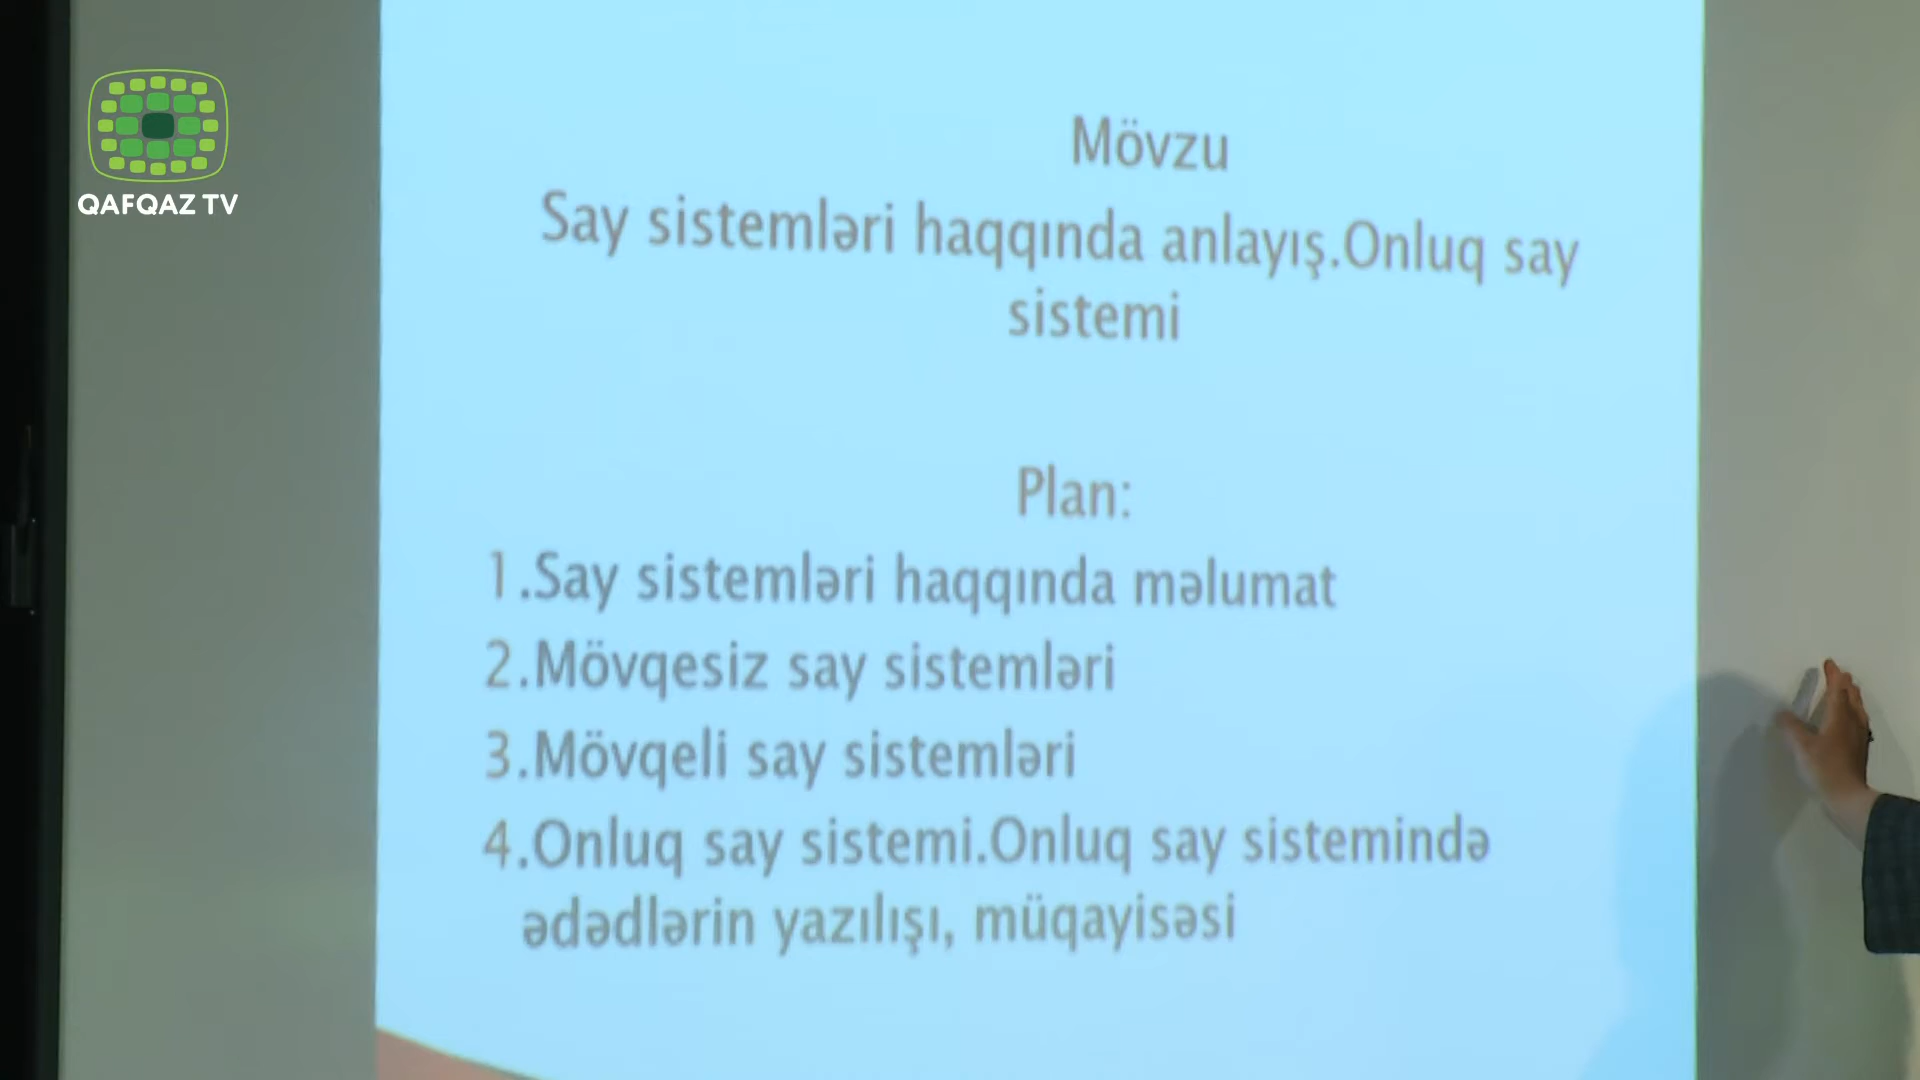 QAFQAZ TV
Mövzu
Say sistemləri haqqında anlayış.Onluq say
sistemi
Plan:
1.Say sistemləri haqqında məlumat
2.Mövqesiz say sistemləri
3.Mövqeli say sistemləri
4.Onluq say sistemi.Onluq say sistemində
ədədlərin yazılışı, müqayisəsi